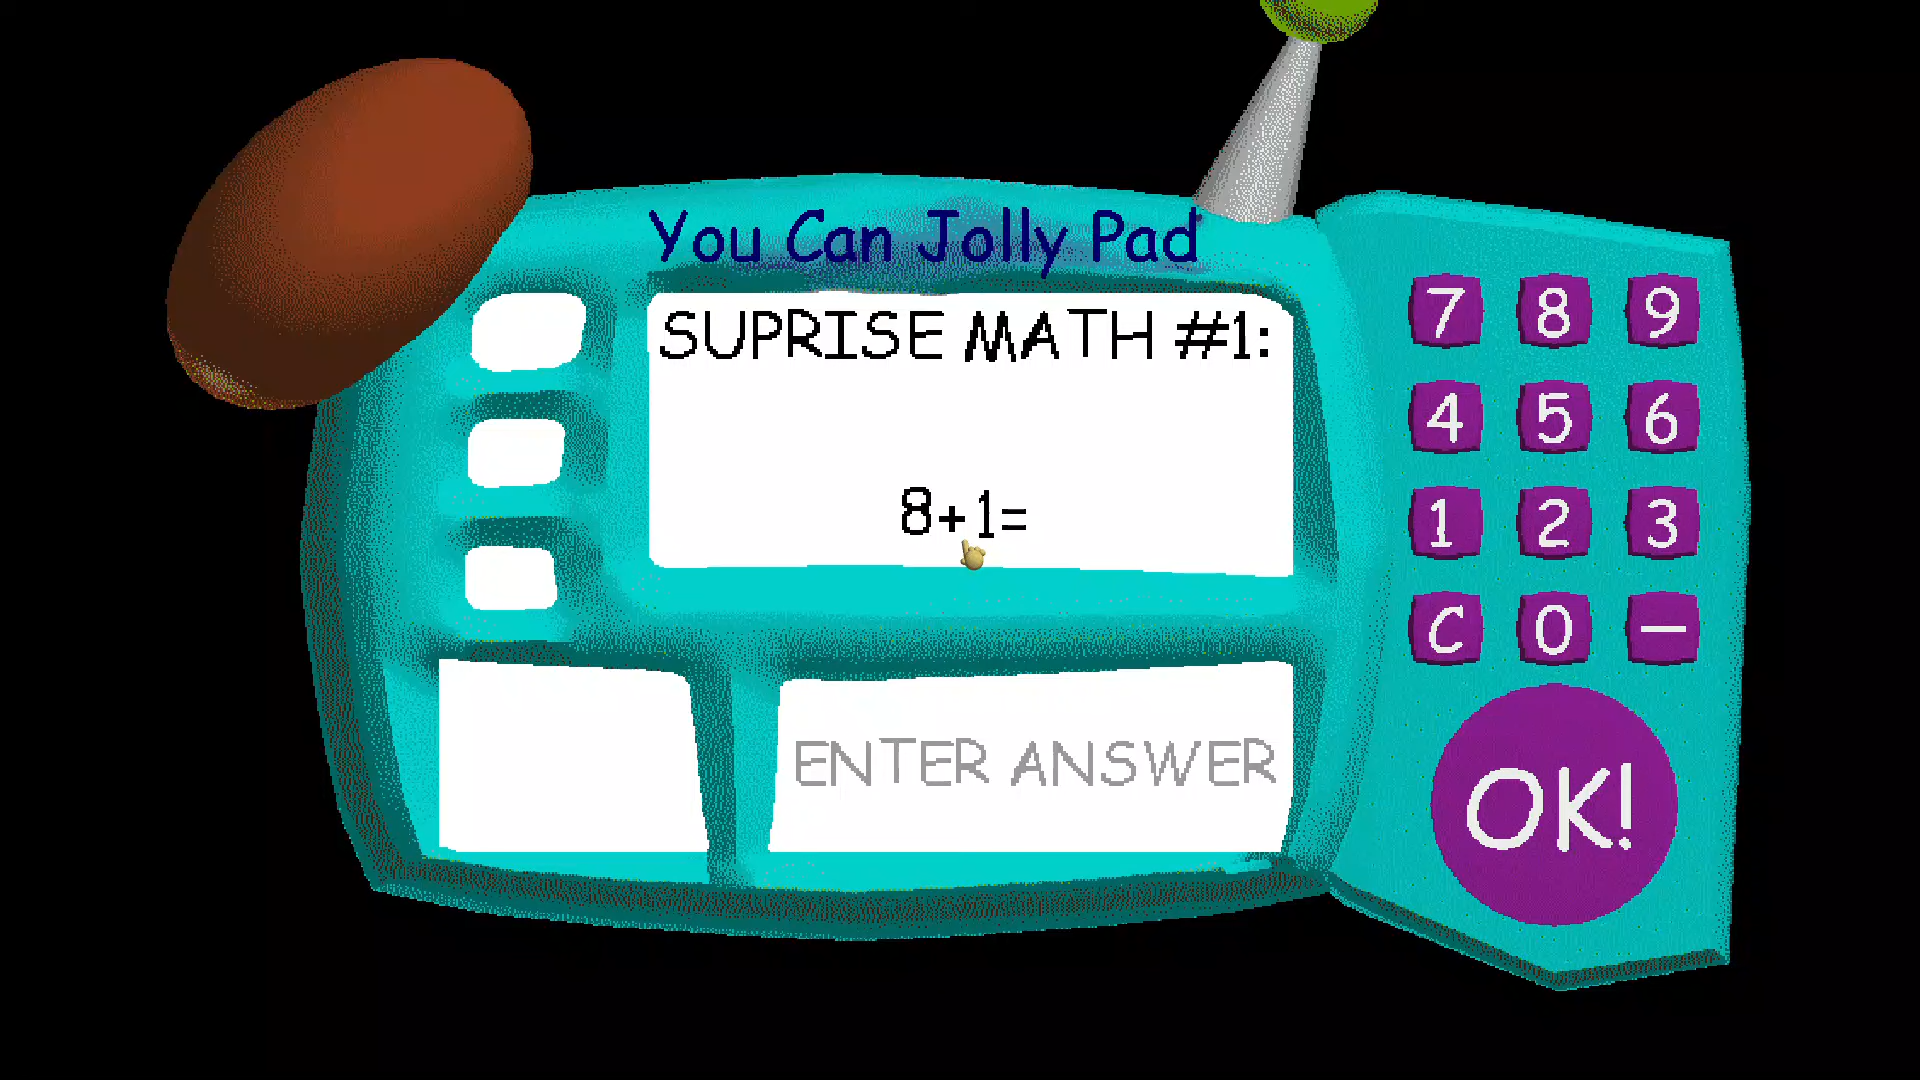 You Can Jolly Pad
SUPRISE MATH #1:
8+1=
ENTER ANSWER
7 8 9
4 5 6
1 2 3
C 0 —
OK!